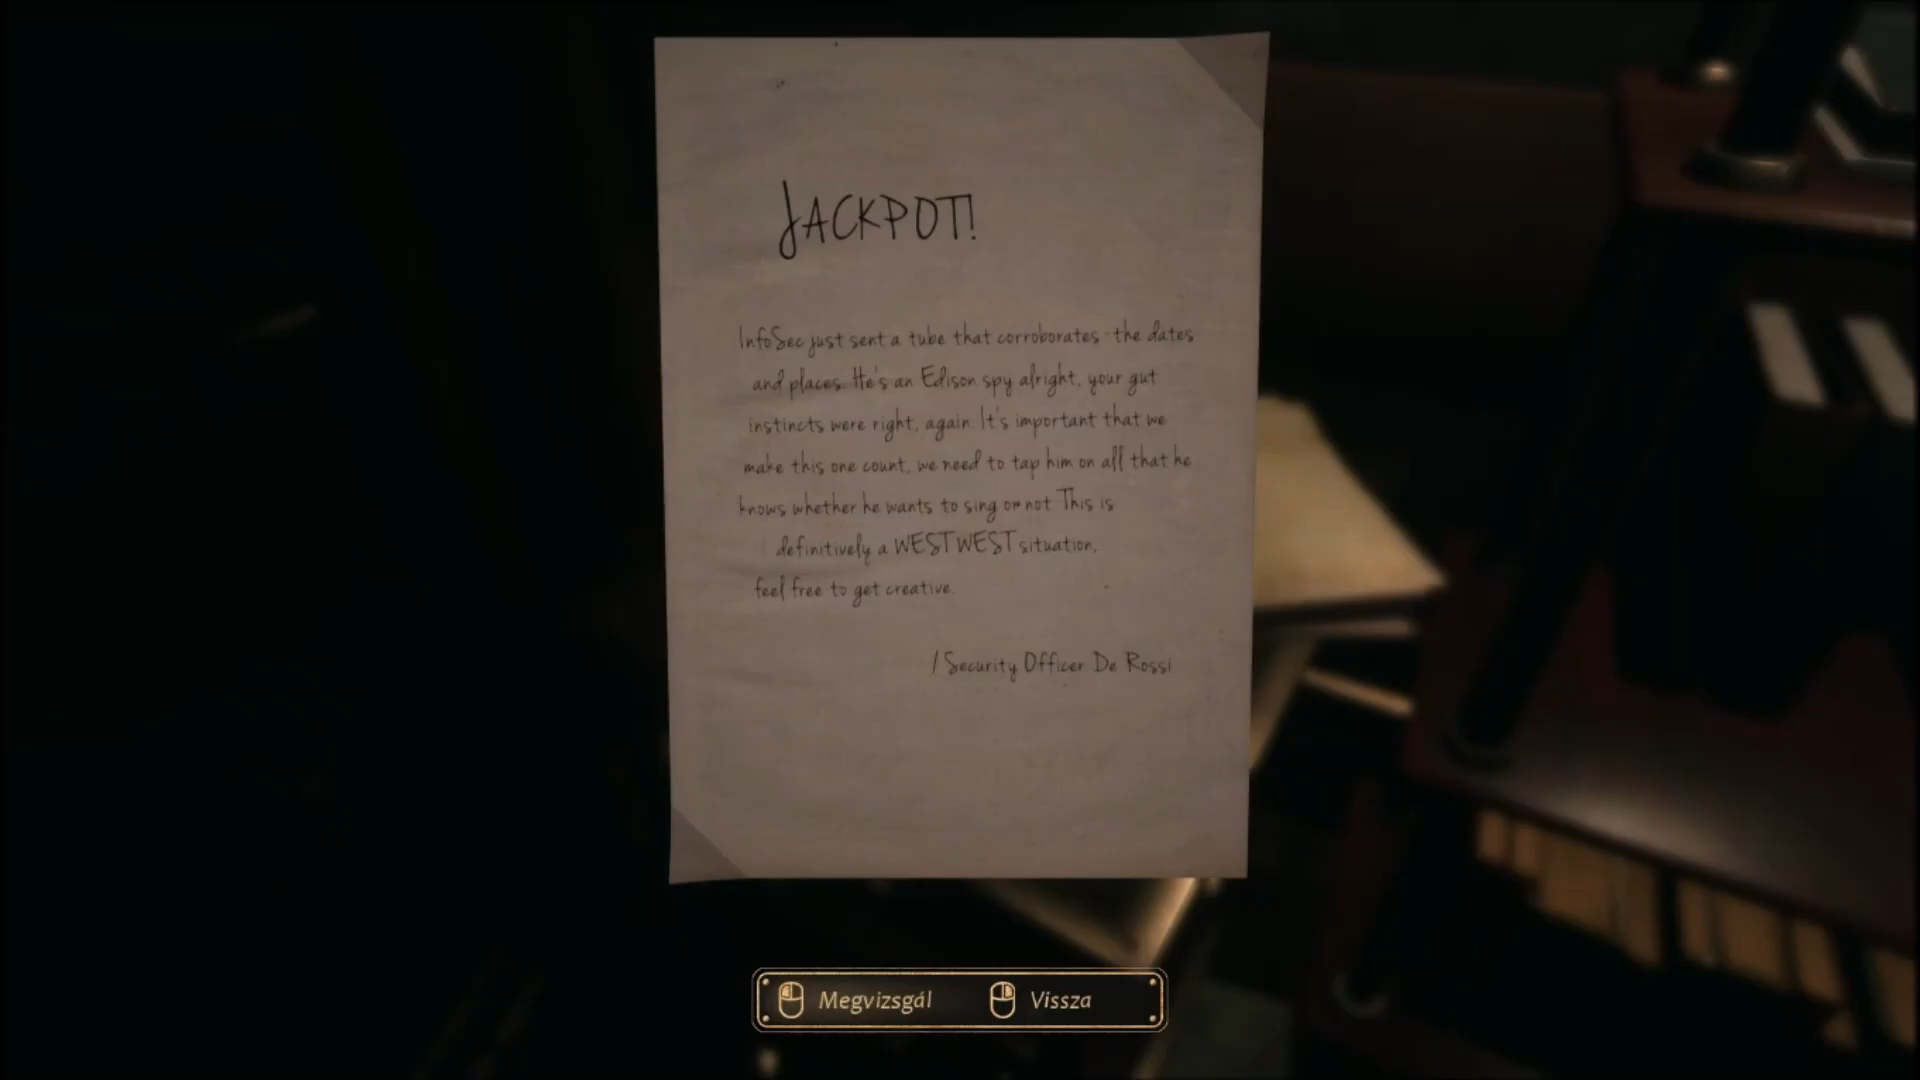 JACKPOT!
InfoSec just sent a tube that corroborates the dates
and places. He's an Edison spy alright, your gut
instincts were right, again. It's important that we
make this one count, we need to tap him on all that he
knows whether he wants to sing or not This is
definitively a WEST WEST situation,
feel free to get creative.
/ Security Officer De Rossi
Megvizsgál Vissza